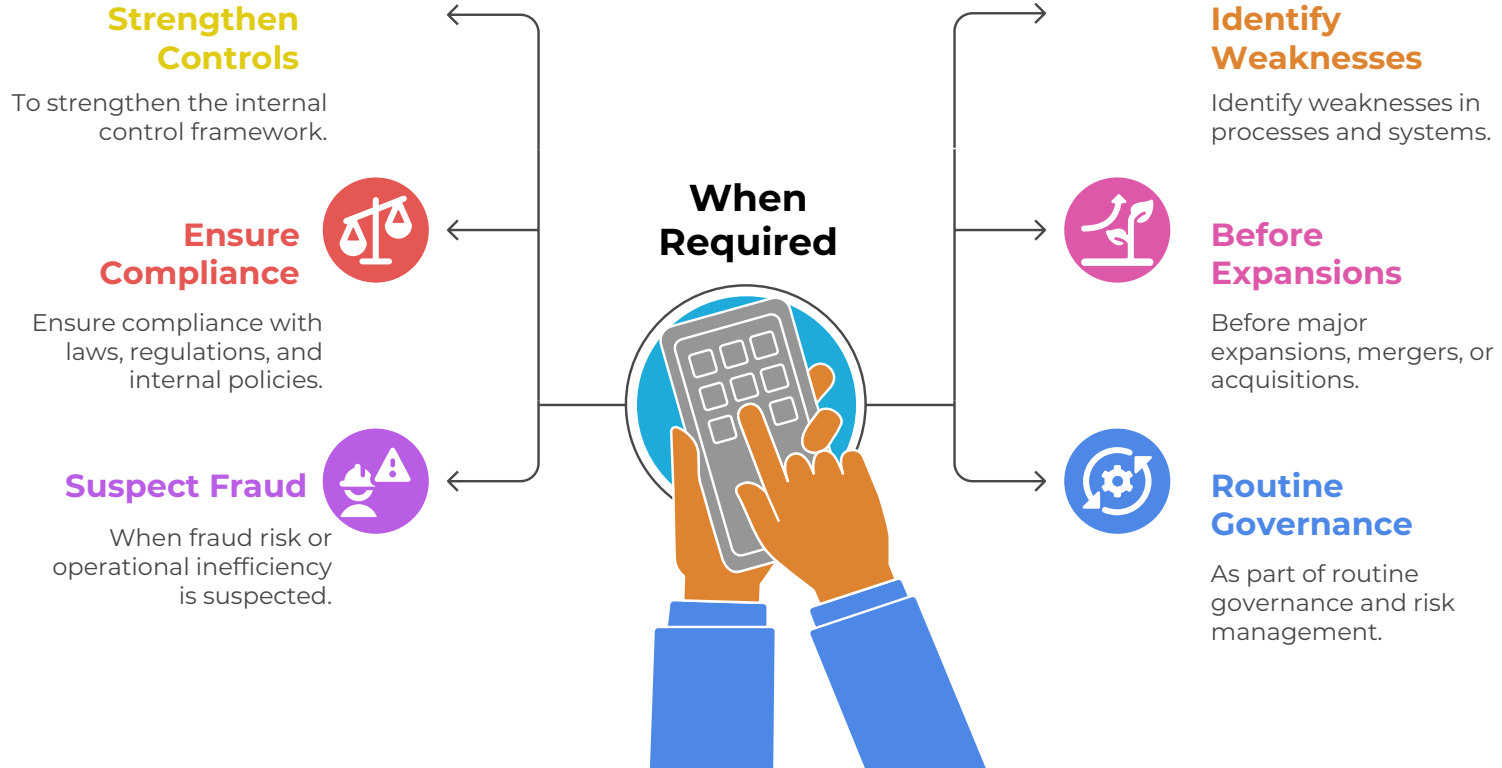 Strengthen
Controls
To strengthen the internal
control framework.
Ensure
Compliance
Ensure compliance with
laws, regulations, and
internal policies.
Suspect Fraud
When fraud risk or
operational inefficiency
is suspected.
When
Required
Identify
Weaknesses
Identify weaknesses in
processes and systems.
Before
Expansions
Before major
expansions, mergers, or
acquisitions.
Routine
Governance
As part of routine
governance and risk
management.